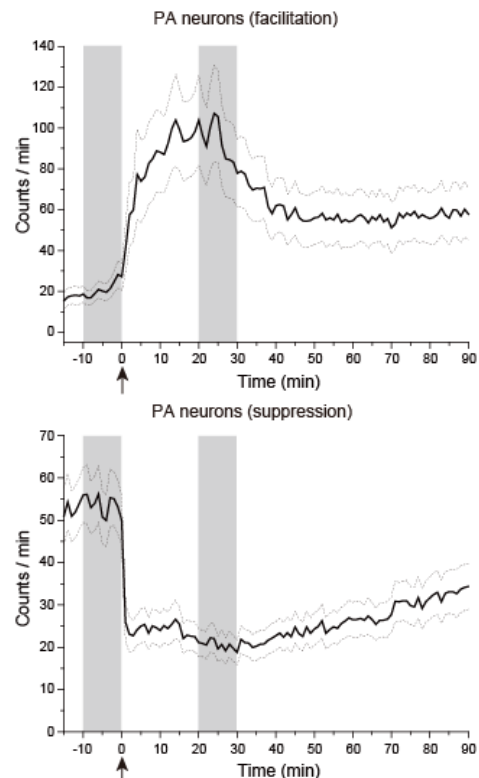 PA neurons (facilitation)
140
120
100
80
60
40
20
0
Counts / min
-10 0 10 20 30 40 50 60 70 80 90
Time (min)
PA neurons (suppression)
70
60
50
40
30
20
10
0
Counts / min
-10 0 10 20 30 40 50 60 70 80 90
Time (min)